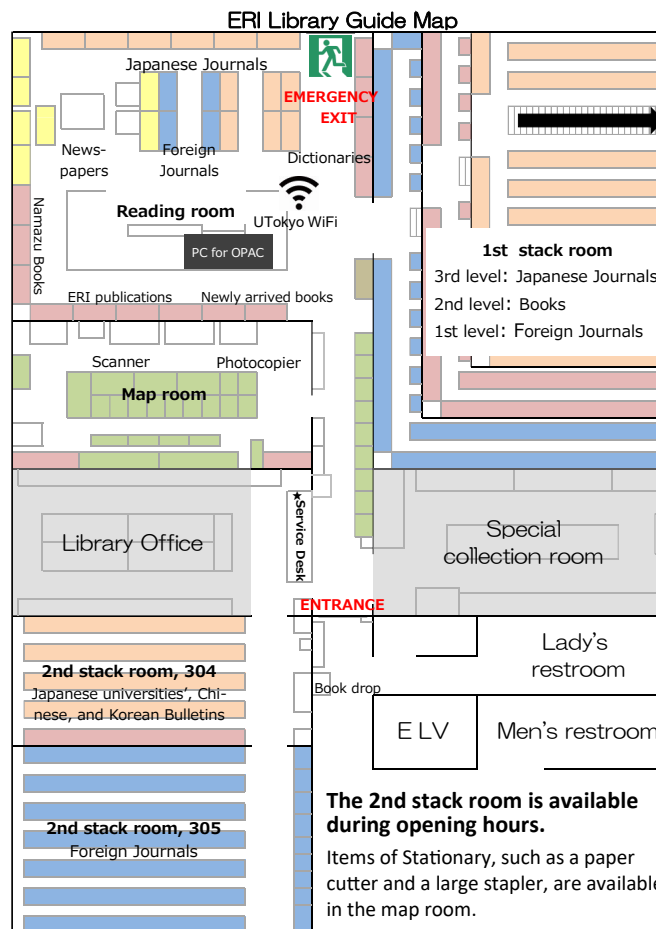 ERI Library Guide Map
Japanese Journals
EMERGENCY
EXIT
News-
papers
Foreign
Journals
Dictionaries
Namazu Books
Reading room
UTokyo WiFi
PC for OPAC
1st stack room
3rd level: Japanese Journals
2nd level: Books
1st level: Foreign Journals
ERI publications
Newly arrived books
Scanner
Photocopier
Map room
★Service Desk
Library Office
Special
collection room
ENTRANCE
Lady's
restroom
2nd stack room, 304
Japanese universities', Chi-
nese, and Korean Bulletins
Book drop
ELV
Men's restroom
2nd stack room, 305
Foreign Journals
The 2nd stack room is available
during opening hours.
Items of Stationary, such as a paper
cutter and a large stapler, are available
in the map room.